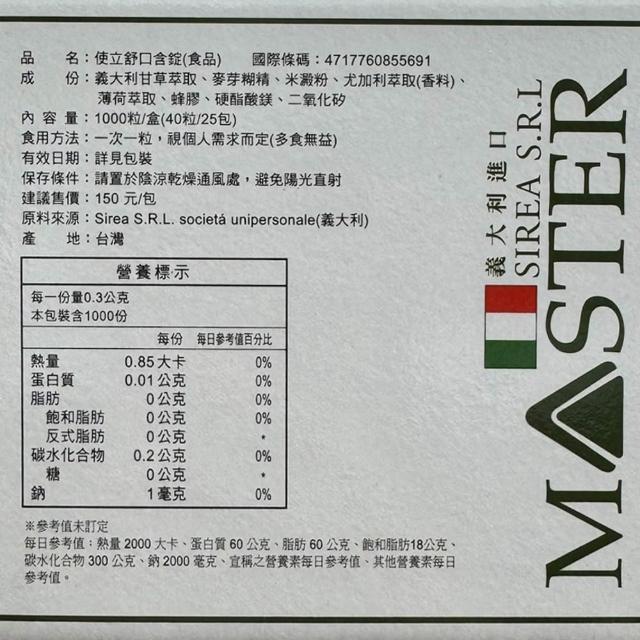 品　　名：使立舒口含錠(食品)　　國際條碼：4717760855691
成　　份：義大利甘草萃取、麥芽糊精、米澱粉、尤加利萃取(香料)、
薄荷萃取、蜂膠、硬酯酸鎂、二氧化矽
內 容 量：1000粒/盒(40粒/25包)
食用方法：一次一粒，視個人需求而定(多食無益)
有效日期：詳見包裝
保存條件：請置於陰涼乾燥通風處，避免陽光直射
建議售價：150 元/包
原料來源：Sirea S.R.L. societá unipersonale(義大利)
產　　地：台灣
營養標示
每一份量0.3公克
本包裝含1000份
每份　每日參考值百分比
熱量　0.85 大卡　0%
蛋白質　0.01 公克　0%
脂肪　0 公克　0%
飽和脂肪　0 公克　0%
反式脂肪　0 公克　*
碳水化合物　0.2 公克　0%
糖　0 公克　*
鈉　1 毫克　0%
※參考值未訂定
每日參考值：熱量 2000 大卡、蛋白質 60 公克、脂肪 60 公克、飽和脂肪18公克、
碳水化合物 300 公克、鈉 2000 毫克、宣稱之營養素每日參考值、其他營養素每日
參考值。
義大利進口
SIREA S.R.L
MASTER